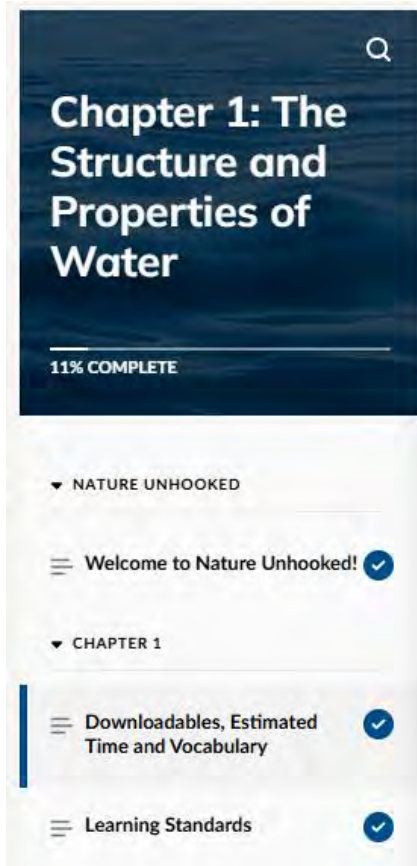 Chapter 1: The
Structure and
Properties of
Water
11% COMPLETE
NATURE UNHOOKED
Welcome to Nature Unhooked!
CHAPTER 1
Downloadables, Estimated
Time and Vocabulary
Learning Standards